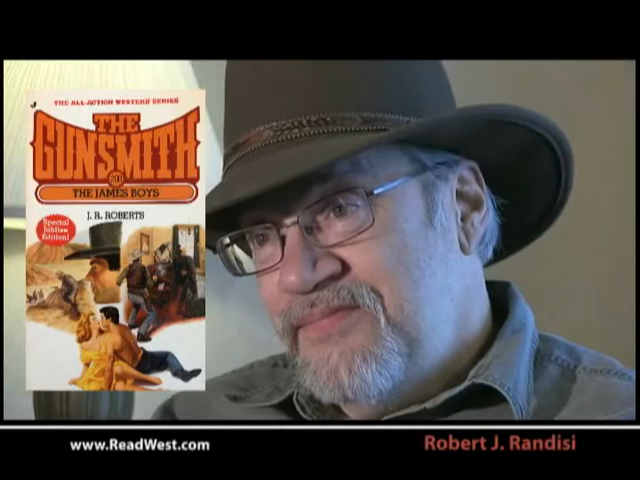 THE ALL-ACTION WESTERN SERIES
THE
GUNSMITH
200
THE JAMES BOYS
J. R. ROBERTS
Special
Jubilee
Edition!
www.ReadWest.com
Robert J. Randisi